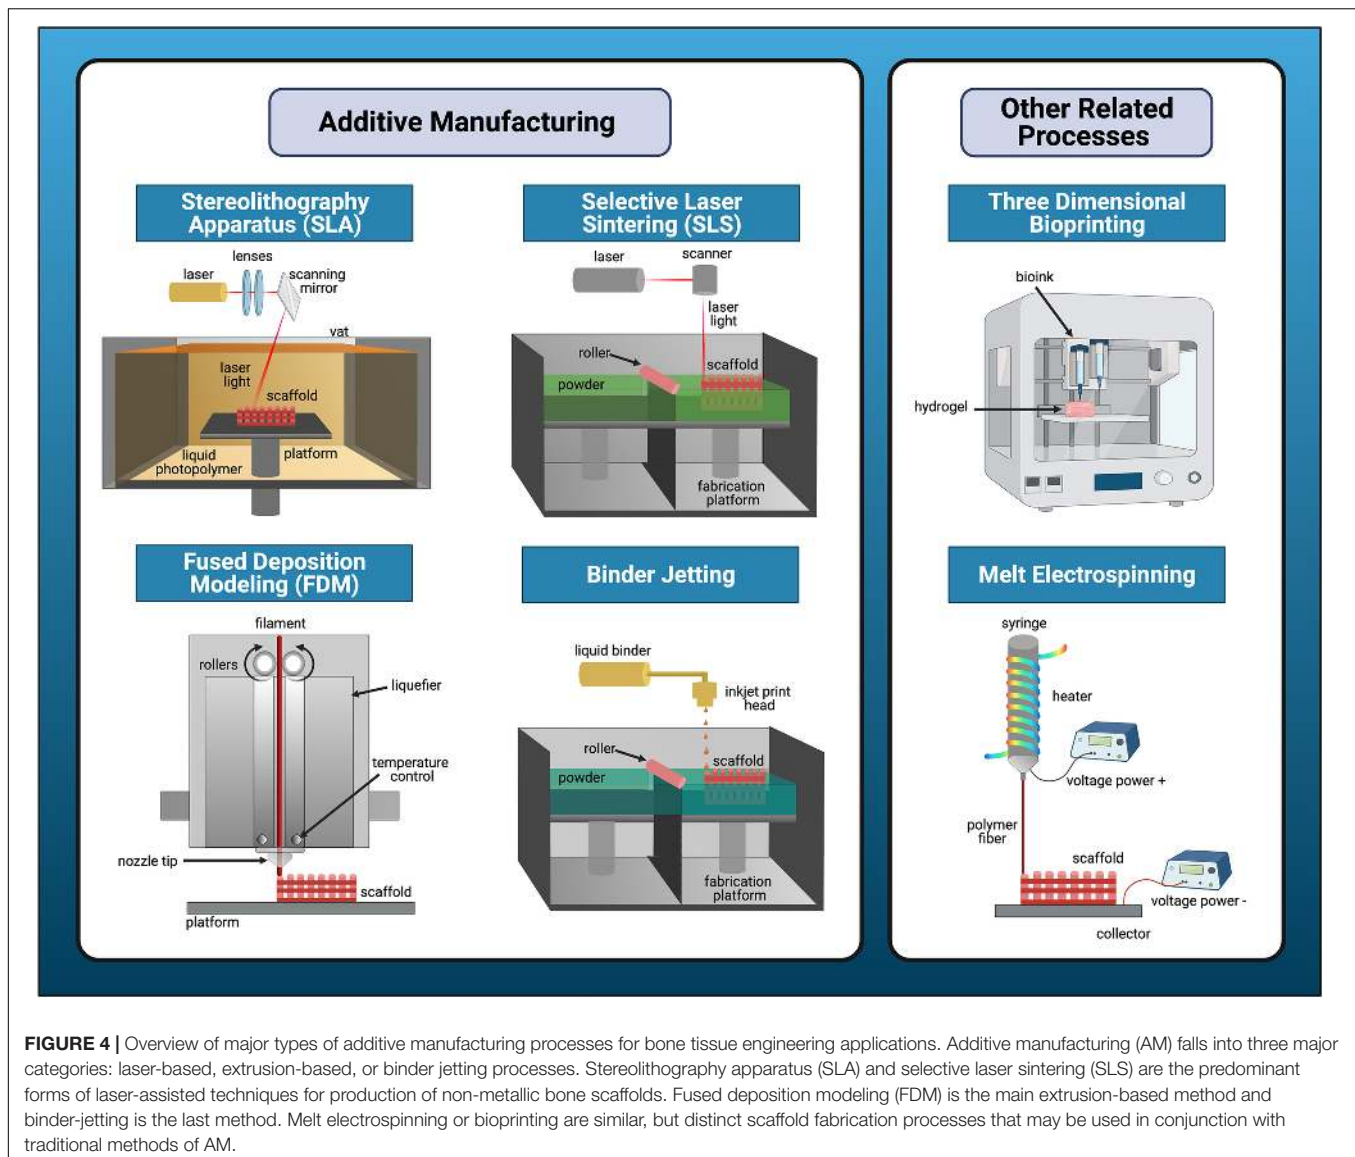 Additive Manufacturing
Stereolithography
Apparatus (SLA)
lenses
laser
scanning
mirror
vat
laser
light
scaffold
liquid
photopolymer
platform
Selective Laser
Sintering (SLS)
laser
scanner
laser
light
roller
scaffold
powder
fabrication
platform
Fused Deposition
Modeling (FDM)
filament
rollers
liquefier
temperature
control
nozzle tip
scaffold
platform
Binder Jetting
liquid binder
inkjet print
head
roller
scaffold
powder
fabrication
platform
Other Related
Processes
Three Dimensional
Bioprinting
bioink
hydrogel
Melt Electrospinning
syringe
heater
voltage power +
polymer
fiber
scaffold
voltage power -
collector
FIGURE 4 | Overview of major types of additive manufacturing processes for bone tissue engineering applications. Additive manufacturing (AM) falls into three major
categories: laser-based, extrusion-based, or binder jetting processes. Stereolithography apparatus (SLA) and selective laser sintering (SLS) are the predominant
forms of laser-assisted techniques for production of non-metallic bone scaffolds. Fused deposition modeling (FDM) is the main extrusion-based method and
binder-jetting is the last method. Melt electrospinning or bioprinting are similar, but distinct scaffold fabrication processes that may be used in conjunction with
traditional methods of AM.